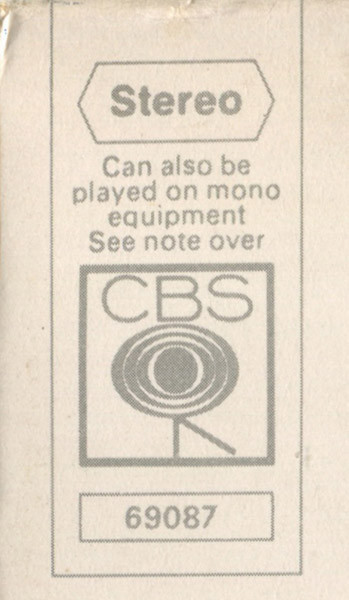 Stereo
Can also be
played on mono
equipment
See note over
CBS
69087